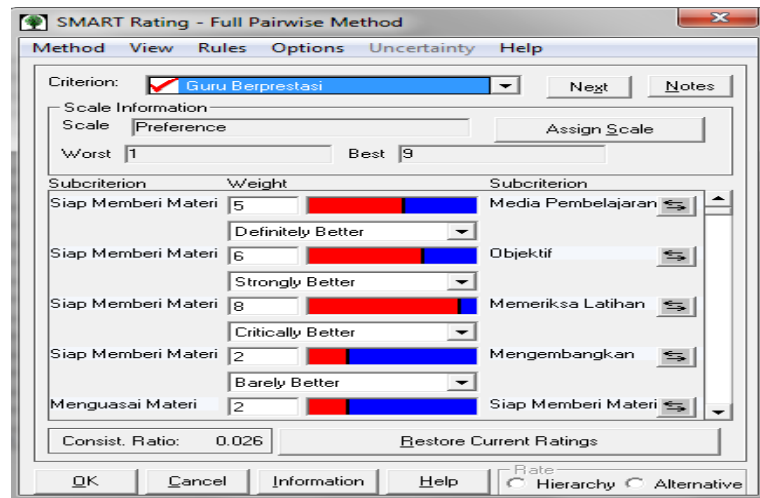 SMART Rating - Full Pairwise Method
Method View Rules Options Uncertainty Help
Criterion: Guru Berprestasi Next Notes
Scale Information
Scale Preference Assign Scale
Worst 1 Best 9
Subcriterion Weight Subcriterion
Siap Memberi Materi 5 Media Pembelajaran
Definitely Better
Siap Memberi Materi 6 Objektif
Strongly Better
Siap Memberi Materi 8 Memeriksa Latihan
Critically Better
Siap Memberi Materi 2 Mengembangkan
Barely Better
Menguasai Materi 2 Siap Memberi Materi
Consist. Ratio: 0.026 Restore Current Ratings
OK Cancel Information Help Rate Hierarchy Alternative